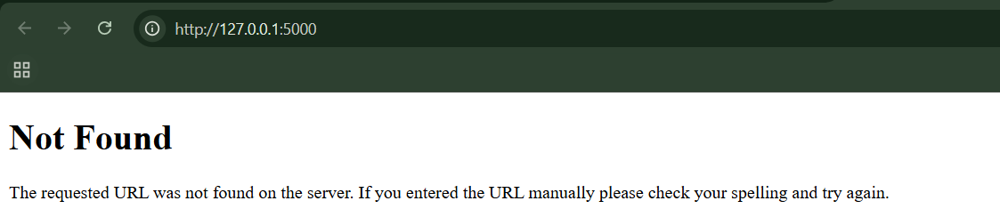 http://127.0.0.1:5000
Not Found
The requested URL was not found on the server. If you entered the URL manually please check your spelling and try again.